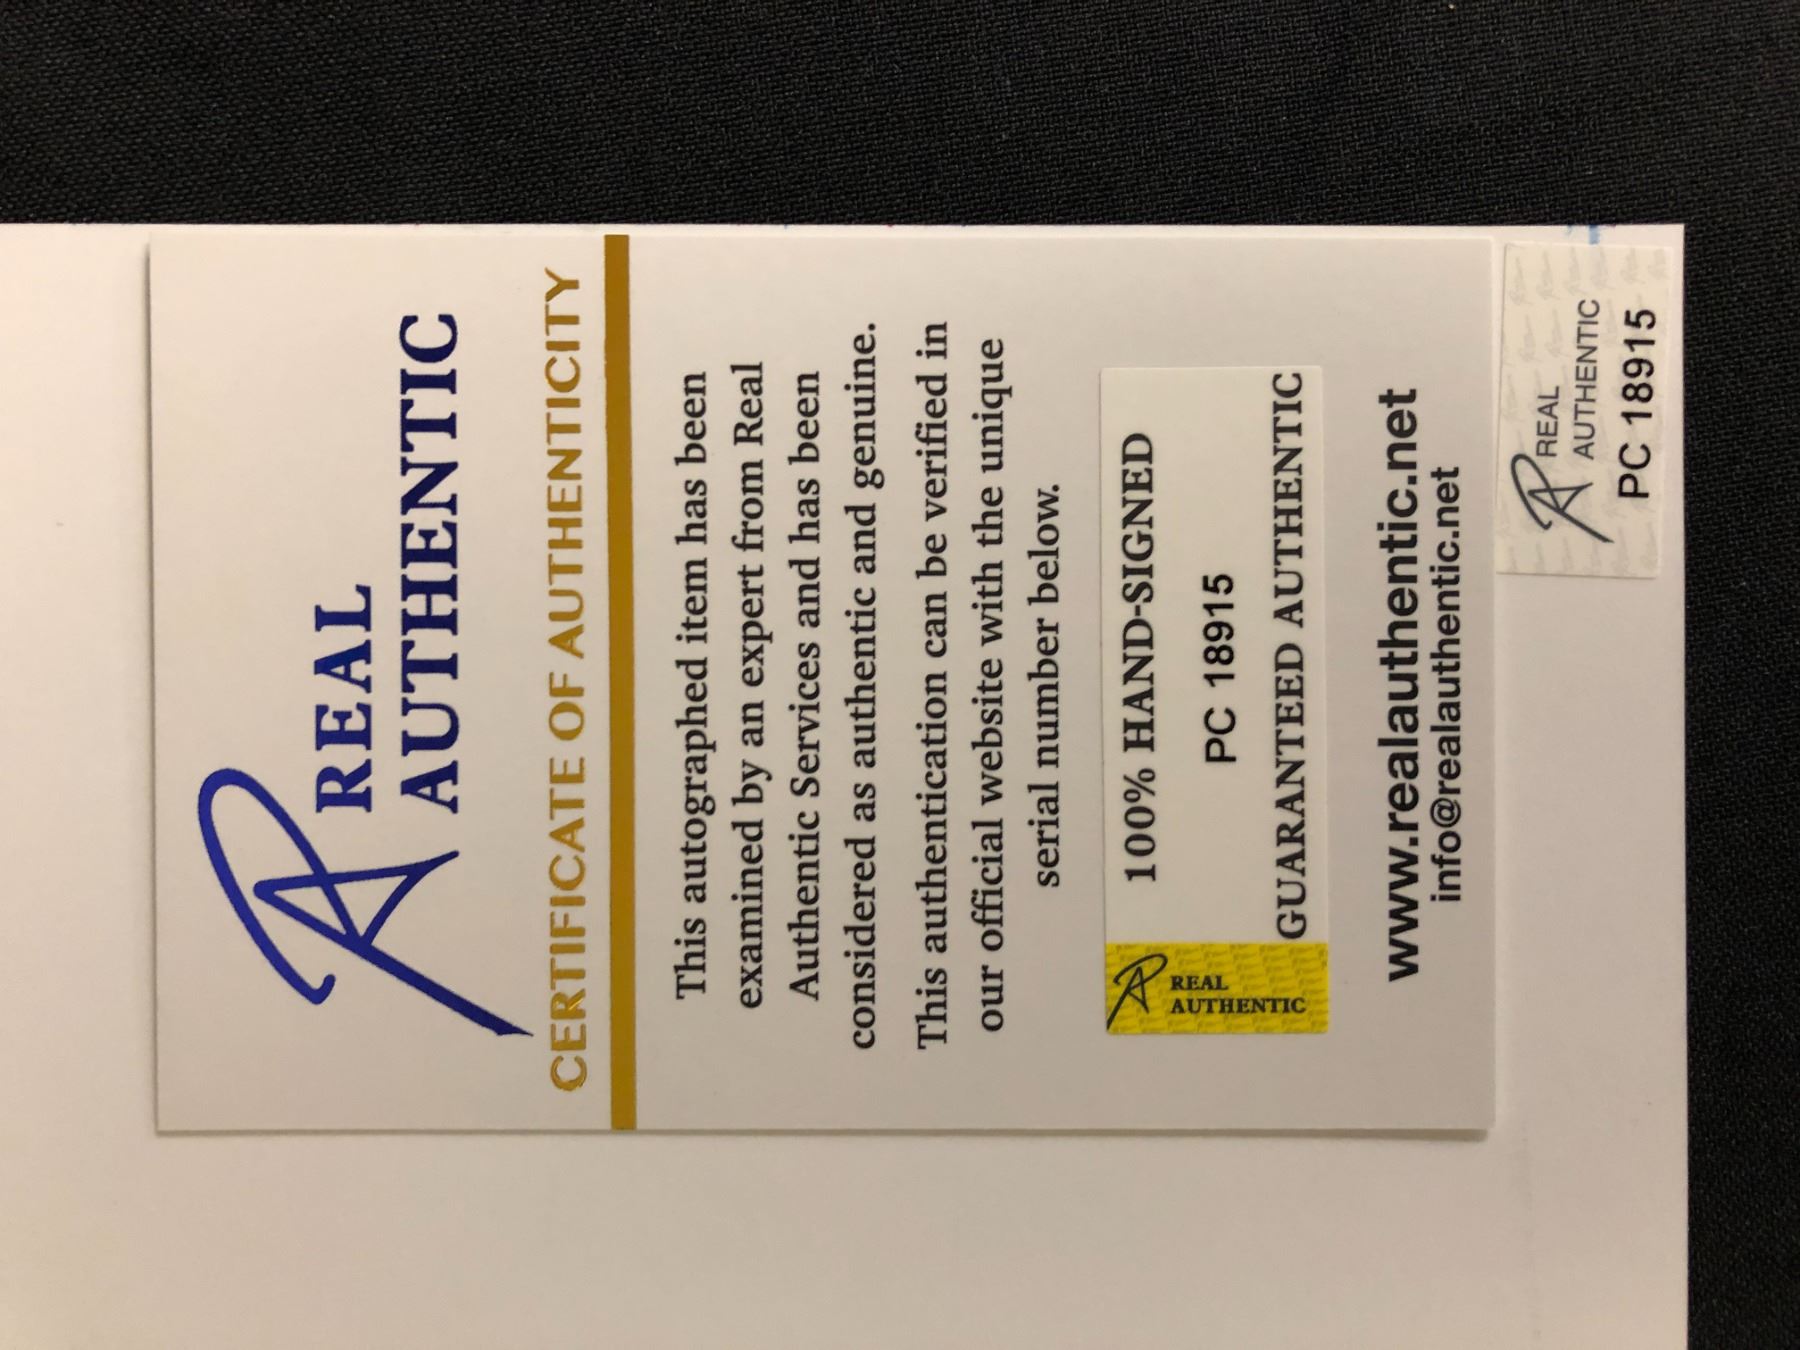 REAL
AUTHENTIC
CERTIFICATE OF AUTHENTICITY
This autographed item has been
examined by an expert from Real
Authentic Services and has been
considered as authentic and genuine.
This authentication can be verified in
our official website with the unique
serial number below.
REAL
AUTHENTIC
100% HAND-SIGNED
PC 18915
GUARANTEED AUTHENTIC
www.realauthentic.net
info@realauthentic.net
REAL
AUTHENTIC
PC 18915